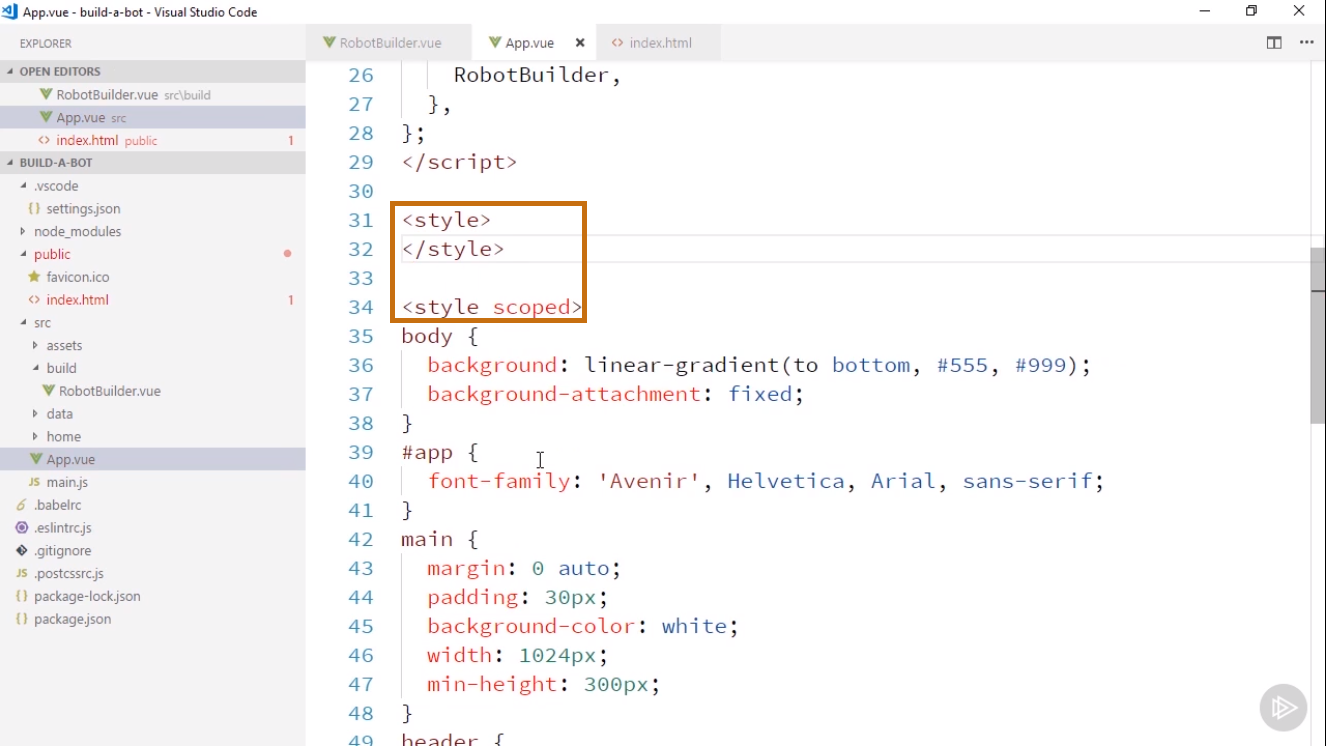 App.vue - build-a-bot - Visual Studio Code
EXPLORER
OPEN EDITORS
RobotBuilder.vue src\build
App.vue src
index.html public 1
BUILD-A-BOT
.vscode
{} settings.json
node_modules
public
favicon.ico
<> index.html 1
src
assets
build
RobotBuilder.vue
data
home
App.vue
JS main.js
6 .babelrc
.eslintrc.js
.gitignore
JS .postcssrc.js
{} package-lock.json
{} package.json
RobotBuilder.vue App.vue × <> index.html
26 RobotBuilder,
27 },
28 };
29 </script>
30
31 <style>
32 </style>
33
34 <style scoped>
35 body {
36 background: linear-gradient(to bottom, #555, #999);
37 background-attachment: fixed;
38 }
39 #app {
40 font-family: 'Avenir', Helvetica, Arial, sans-serif;
41 }
42 main {
43 margin: 0 auto;
44 padding: 30px;
45 background-color: white;
46 width: 1024px;
47 min-height: 300px;
48 }
49 header {